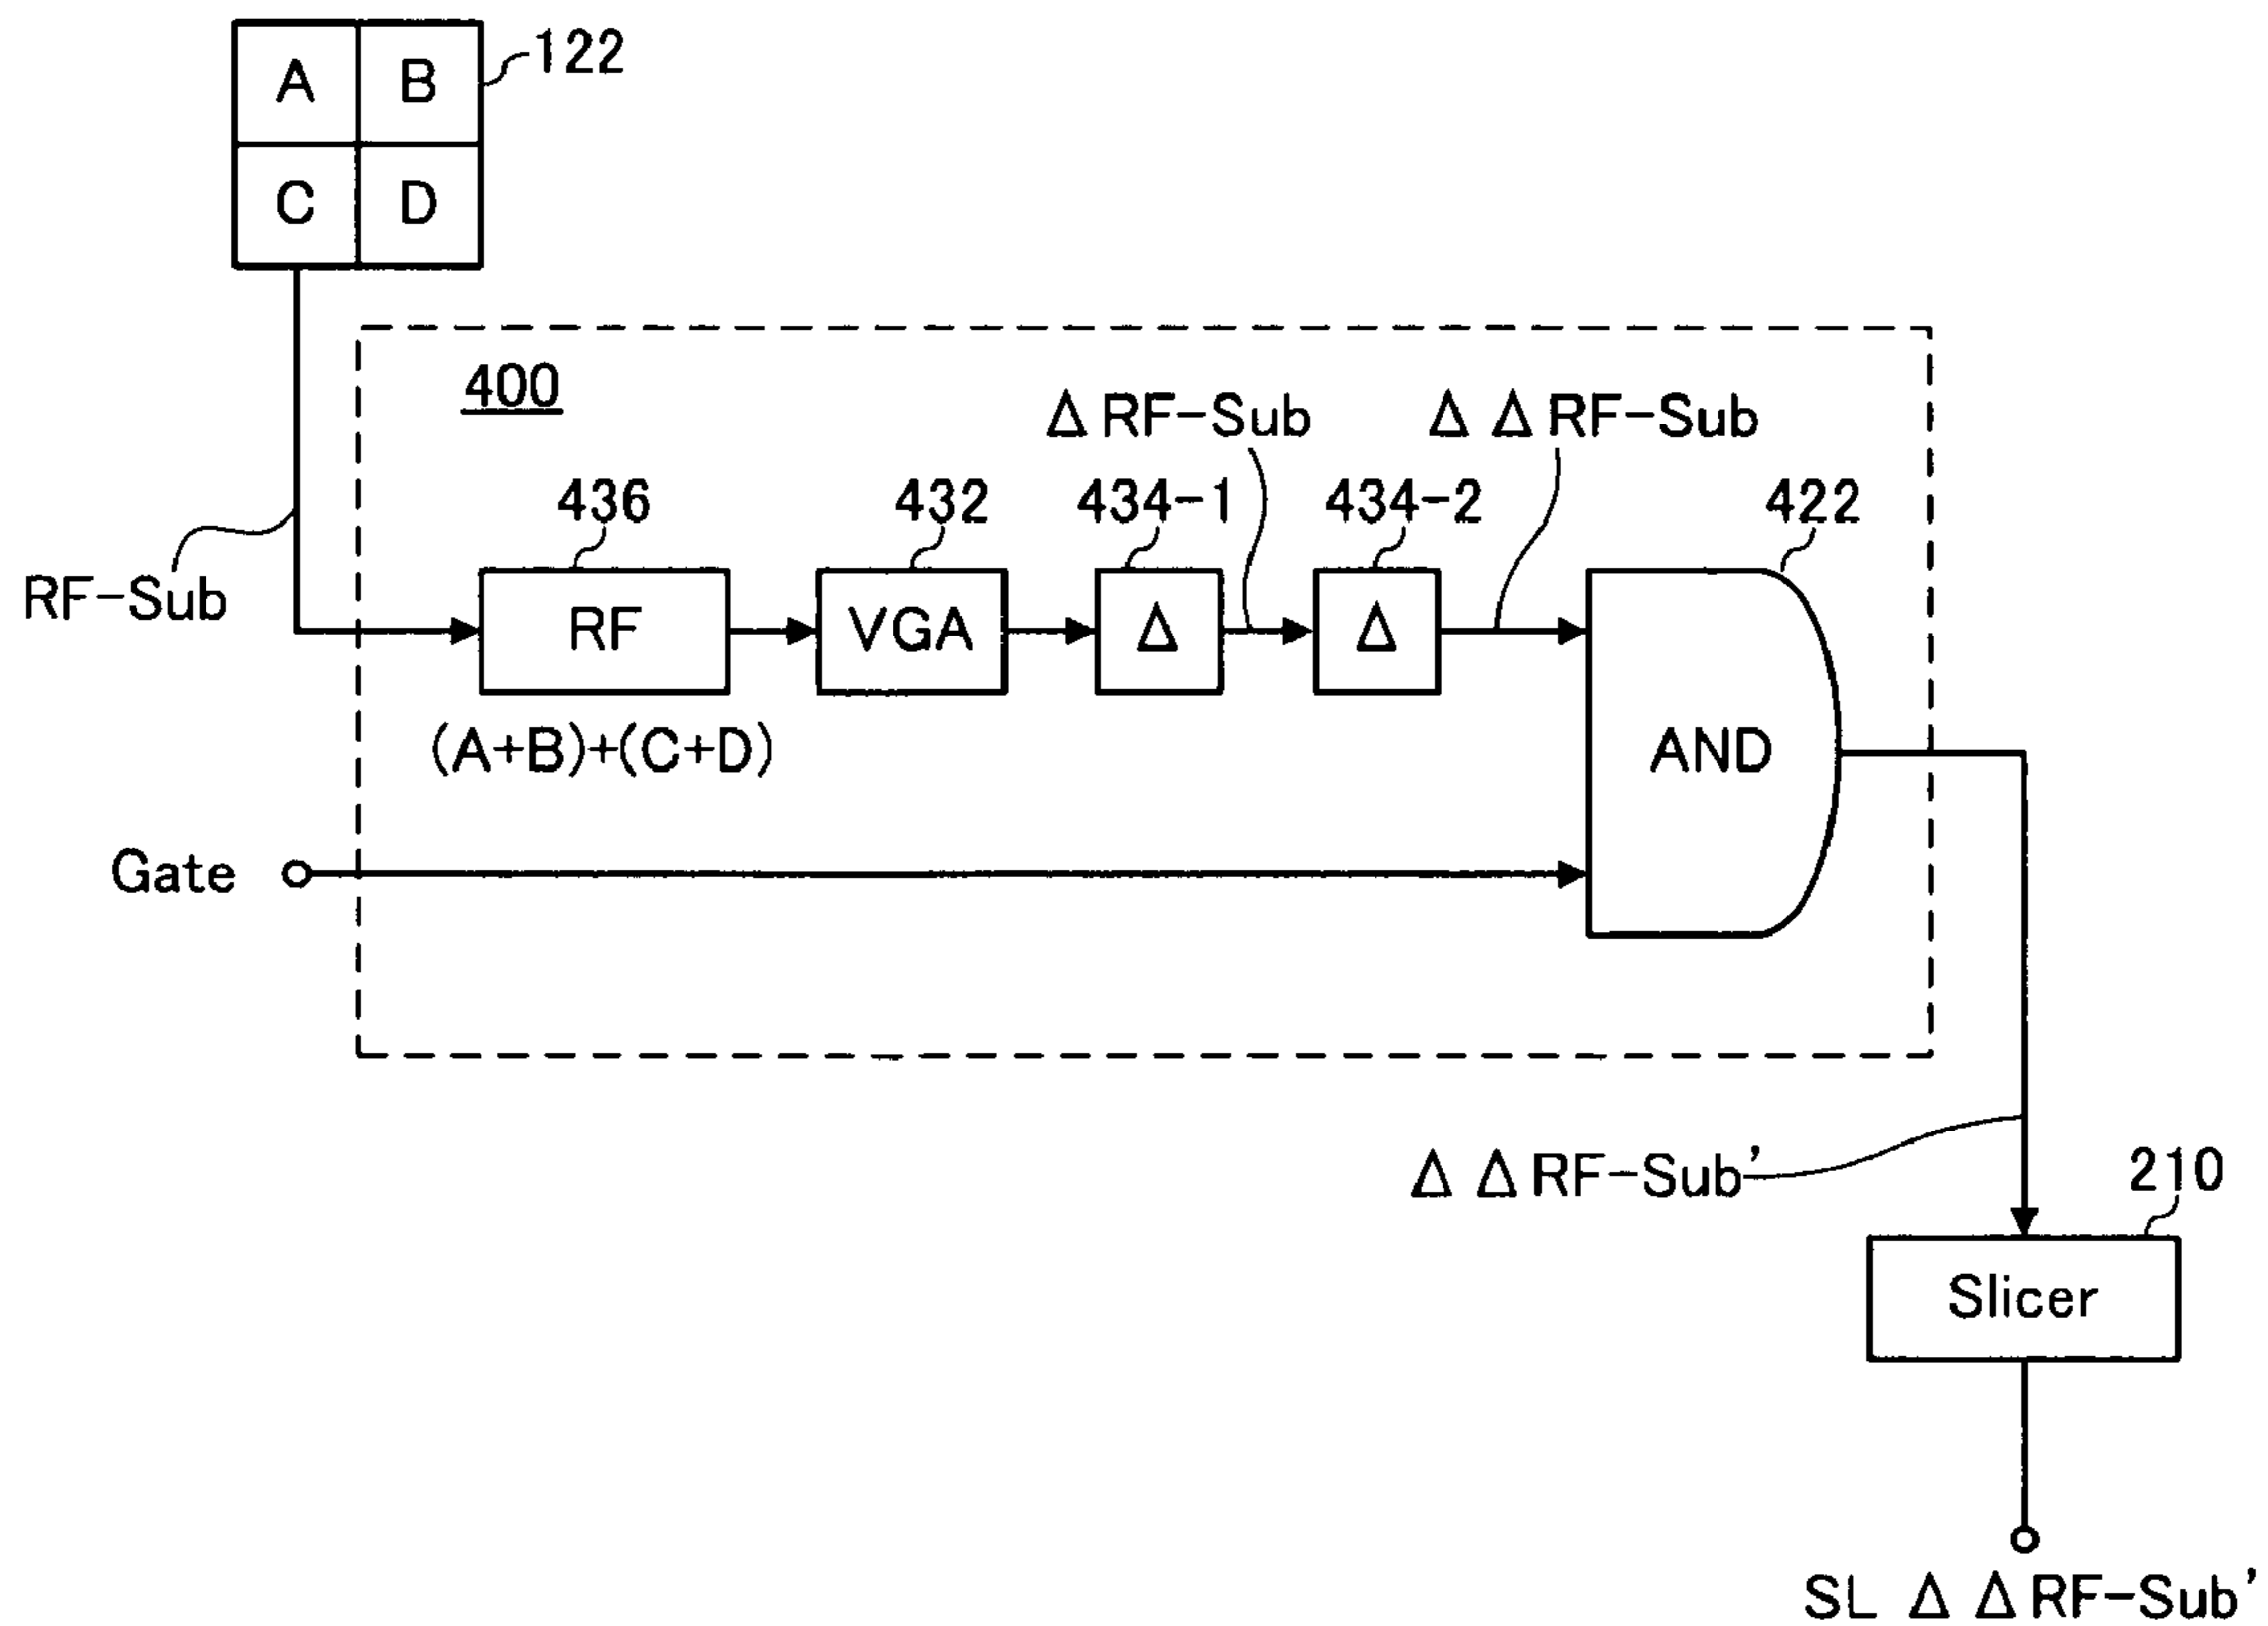 A B 122
C D
400
Δ RF-Sub Δ Δ RF-Sub
436 432 434-1 434-2 422
RF-Sub RF VGA Δ Δ
(A+B)+(C+D) AND
Gate
Δ Δ RF-Sub' 210
Slicer
SL Δ Δ RF-Sub'